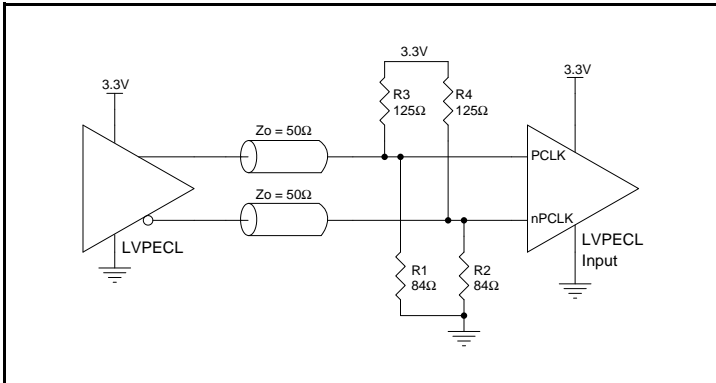 3.3V
3.3V
3.3V
R3
125Ω
R4
125Ω
Zo = 50Ω
PCLK
Zo = 50Ω
nPCLK
LVPECL
LVPECL
Input
R1
84Ω
R2
84Ω